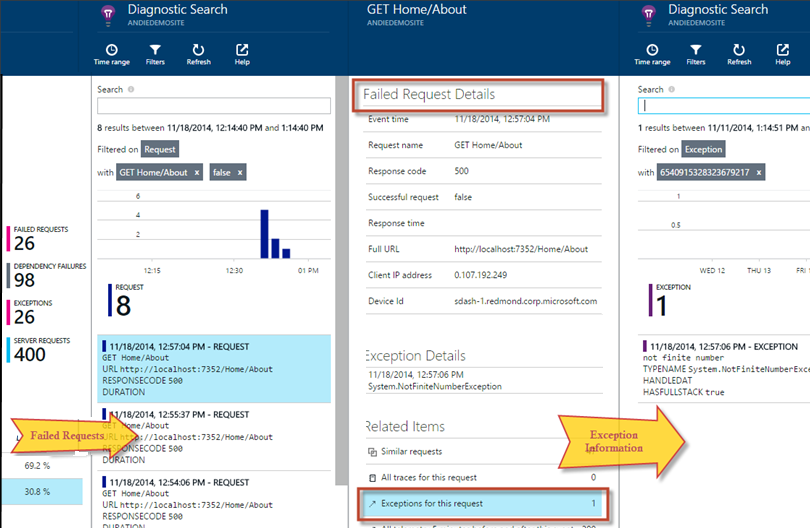 Diagnostic Search
ANDIEDEMOSITE
Time range
Filters
Refresh
Help
FAILED REQUESTS
26
DEPENDENCY FAILURES
98
EXCEPTIONS
26
SERVER REQUESTS
400
69.2 %
30.8 %
Search
8 results between 11/18/2014, 12:14:40 PM and 1:14:40 PM
Filtered on Request
with GET Home/About x false x
6
4
2
12:15 12:30 01 PM
REQUEST
8
11/18/2014, 12:57:04 PM - REQUEST
GET Home/About
URL http://localhost:7352/Home/About
RESPONSECODE 500
DURATION
11/18/2014, 12:55:37 PM - REQUEST
GET Home/About
URL http://localhost:7352/Home/About
RESPONSECODE 500
DURATION
Failed Requests
11/18/2014, 12:54:06 PM - REQUEST
GET Home/About
URL http://localhost:7352/Home/About
RESPONSECODE 500
DURATION
GET Home/About
ANDIEDEMOSITE
Failed Request Details
Event time 11/18/2014, 12:57:04 PM
Request name GET Home/About
Response code 500
Successful request false
Response time
Full URL http://localhost:7352/Home/About
Client IP address 0.107.192.249
Device Id sdash-1.redmond.corp.microsoft.com
Exception Details
11/18/2014, 12:57:06 PM
System.NotFiniteNumberException
Related Items
Similar requests
All traces for this request 0
Exceptions for this request 1
Exception
Information
Diagnostic Search
ANDIEDEMOSITE
Time range
Filters
Refresh
Help
Search
1 results between 11/11/2014, 1:14:51 PM an
Filtered on Exception
with 6540915328323679217 x
1
0.5
WED 12 THU 13 FRI
EXCEPTION
1
11/18/2014, 12:57:06 PM - EXCEPTION
not finite number
TYPENAME System.NotFiniteNumberExce
HANDLEDAT
HASFULLSTACK true